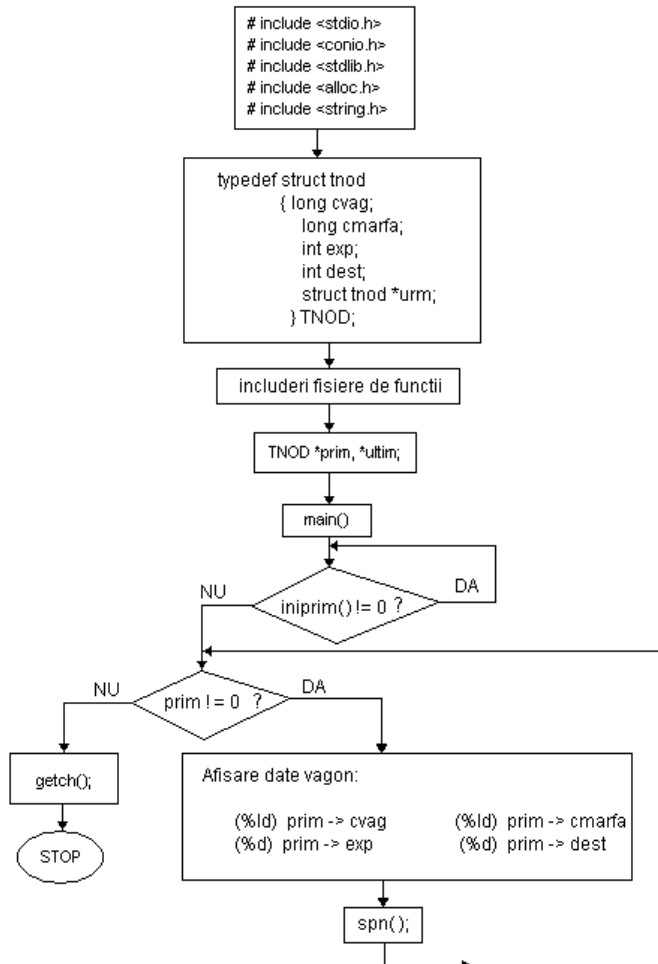 # include <stdio.h>
# include <conio.h>
# include <stdlib.h>
# include <alloc.h>
# include <string.h>
typedef struct tnod
{ long cvag;
long cmarfa;
int exp;
int dest;
struct tnod *urm;
} TNOD;
includeri fisiere de functii
TNOD *prim, *ultim;
main()
NU
DA
iniprim() != 0 ?
NU
DA
prim != 0 ?
getch();
STOP
Afisare date vagon:
(%ld) prim -> cvag (%ld) prim -> cmarfa
(%d) prim -> exp (%d) prim -> dest
spn();